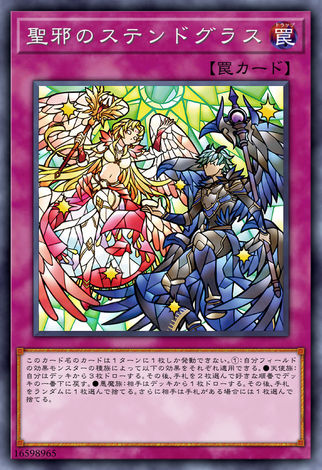 聖邪のステンドグラス
トラップ
罠
【罠カード】
このカード名のカードは1ターンに1枚しか発動できない。①:自分フィールド
の効果モンスターの種族によって以下の効果をそれぞれ適用できる。●天使族:
自分はデッキから3枚ドローする。その後、手札を2枚選んで好きな順番でデッ
キの一番下に戻す。●悪魔族:相手はデッキから1枚ドローする。その後、手札
をランダムに1枚選んで捨てる。さらに相手は手札がある場合には1枚選んで
捨てる。
16598965